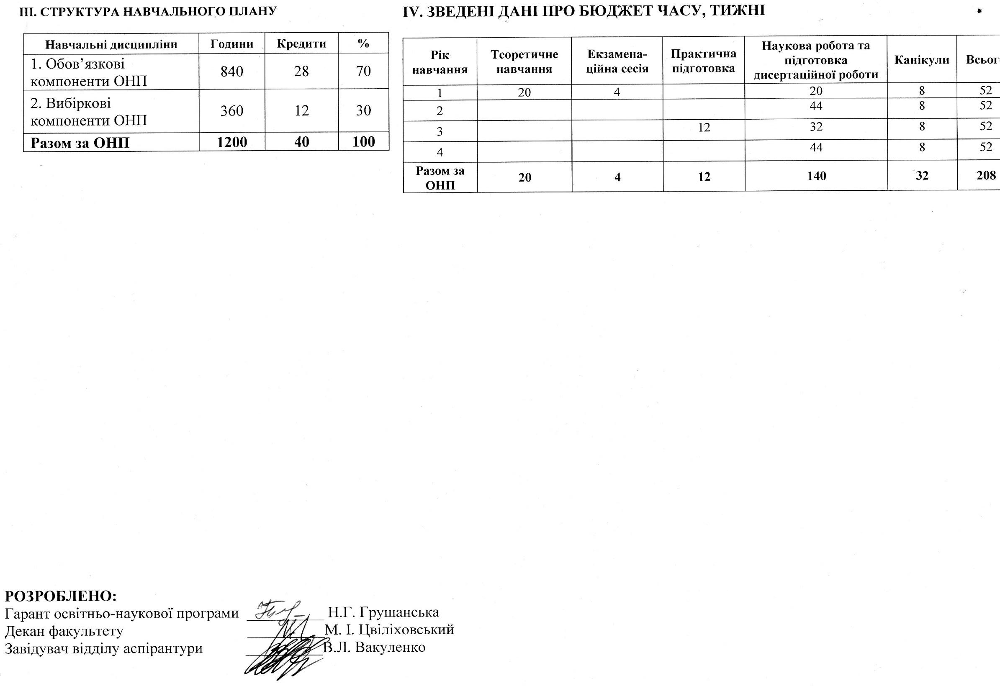 III. СТРУКТУРА НАВЧАЛЬНОГО ПЛАНУ
Навчальні дисципліни Години Кредити %
1. Обов’язкові
компоненти ОНП 840 28 70
2. Вибіркові
компоненти ОНП 360 12 30
Разом за ОНП 1200 40 100
IV. ЗВЕДЕНІ ДАНІ ПРО БЮДЖЕТ ЧАСУ, ТИЖНІ
Рік
навчання
Теоретичне
навчання
Екзамена-
ційна сесія
Практична
підготовка
Наукова робота та
підготовка
дисертаційної роботи
Канікули
Всьог
1 20 4 20 8 52
2 44 8 52
3 12 32 8 52
4 44 8 52
Разом за
ОНП 20 4 12 140 32 208
РОЗРОБЛЕНО:
Гарант освітньо-наукової програми Н.Г. Грушанська
Декан факультету М. І. Цвіліховський
Завідувач відділу аспірантури В.Л. Вакуленко